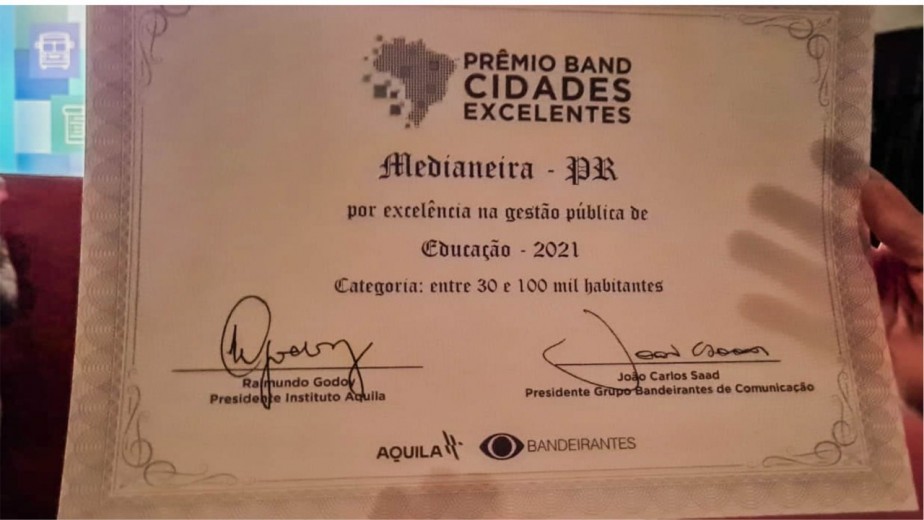 PRÊMIO BAND
CIDADES
EXCELENTES
Medianeira - PR
por excelência na gestão pública de
Educação - 2021
Categoria: entre 30 e 100 mil habitantes
Raimundo Godoy
Presidente Instituto Aquila
João Carlos Saad
Presidente Grupo Bandeirantes de Comunicação
AQUILA
BANDEIRANTES